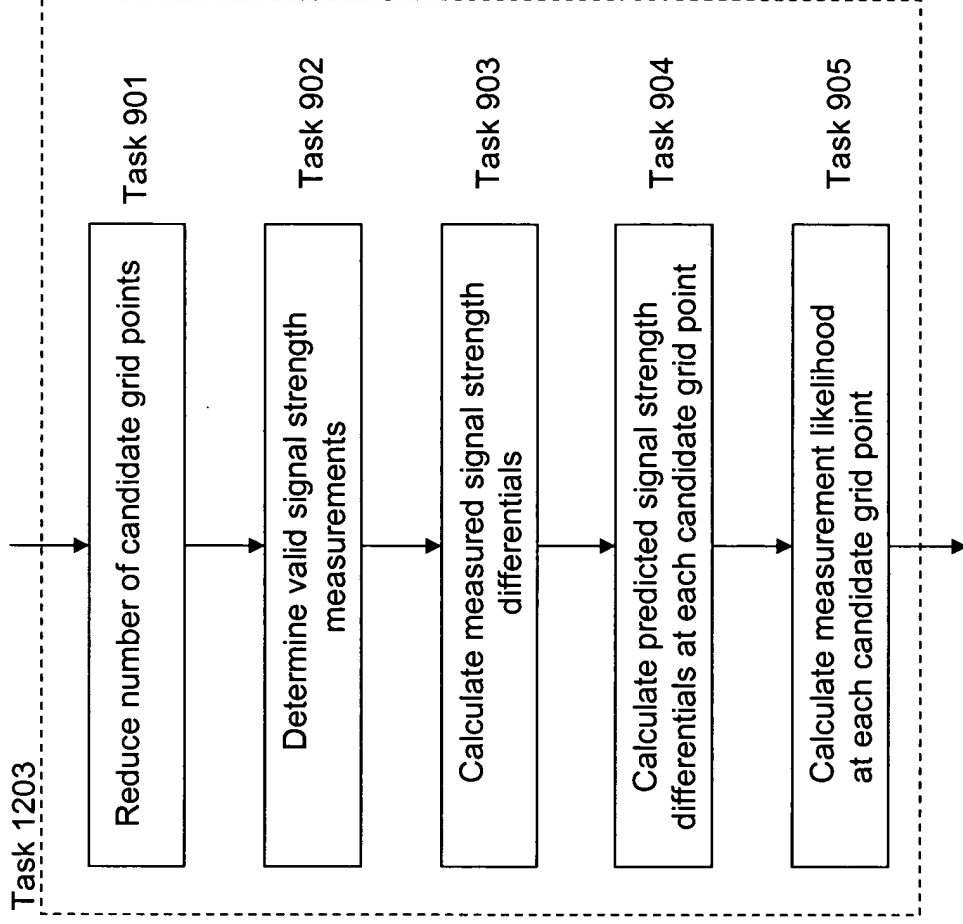 Task 1203
Reduce number of candidate grid points
Task 901
Determine valid signal strength
measurements
Task 902
Calculate measured signal strength
differentials
Task 903
Calculate predicted signal strength
differentials at each candidate grid point
Task 904
Calculate measurement likelihood
at each candidate grid point
Task 905